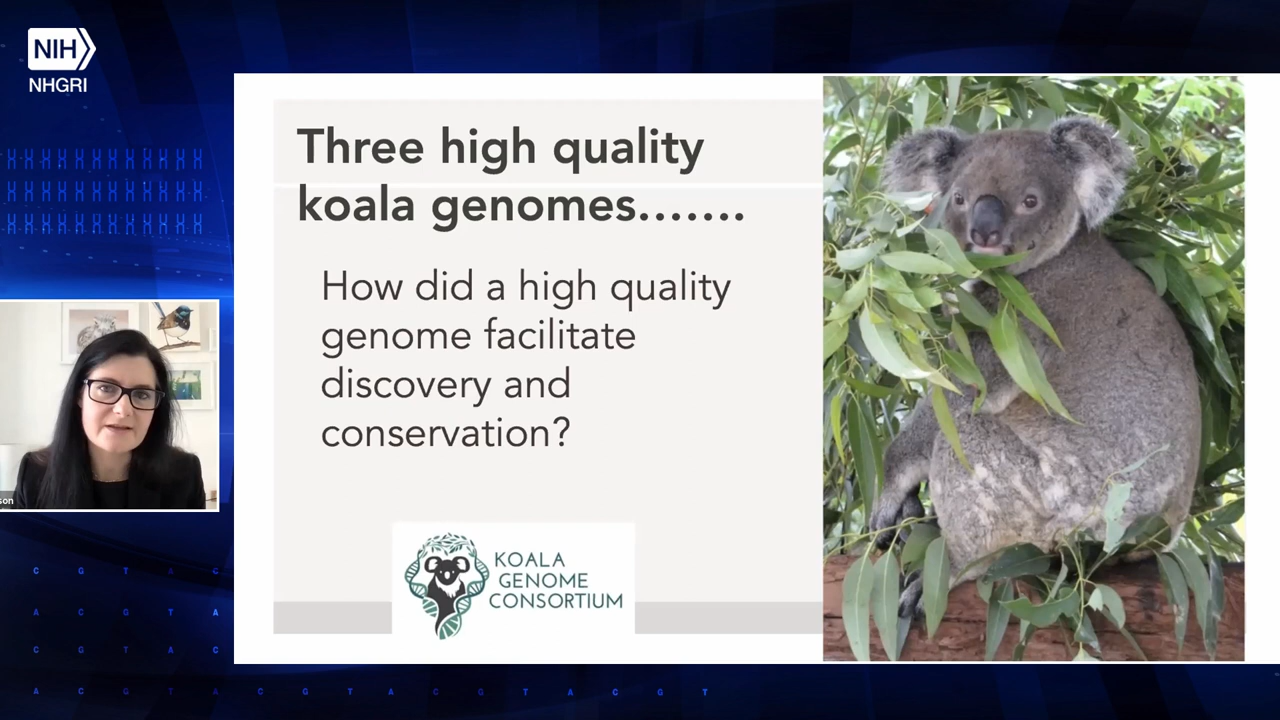 NIH
NHGRI
Three high quality
koala genomes.......
How did a high quality
genome facilitate
discovery and
conservation?
KOALA
GENOME
CONSORTIUM
son
C G T A C
A C G T A
C G T A C
A C G T A C G T A C G T A C G T